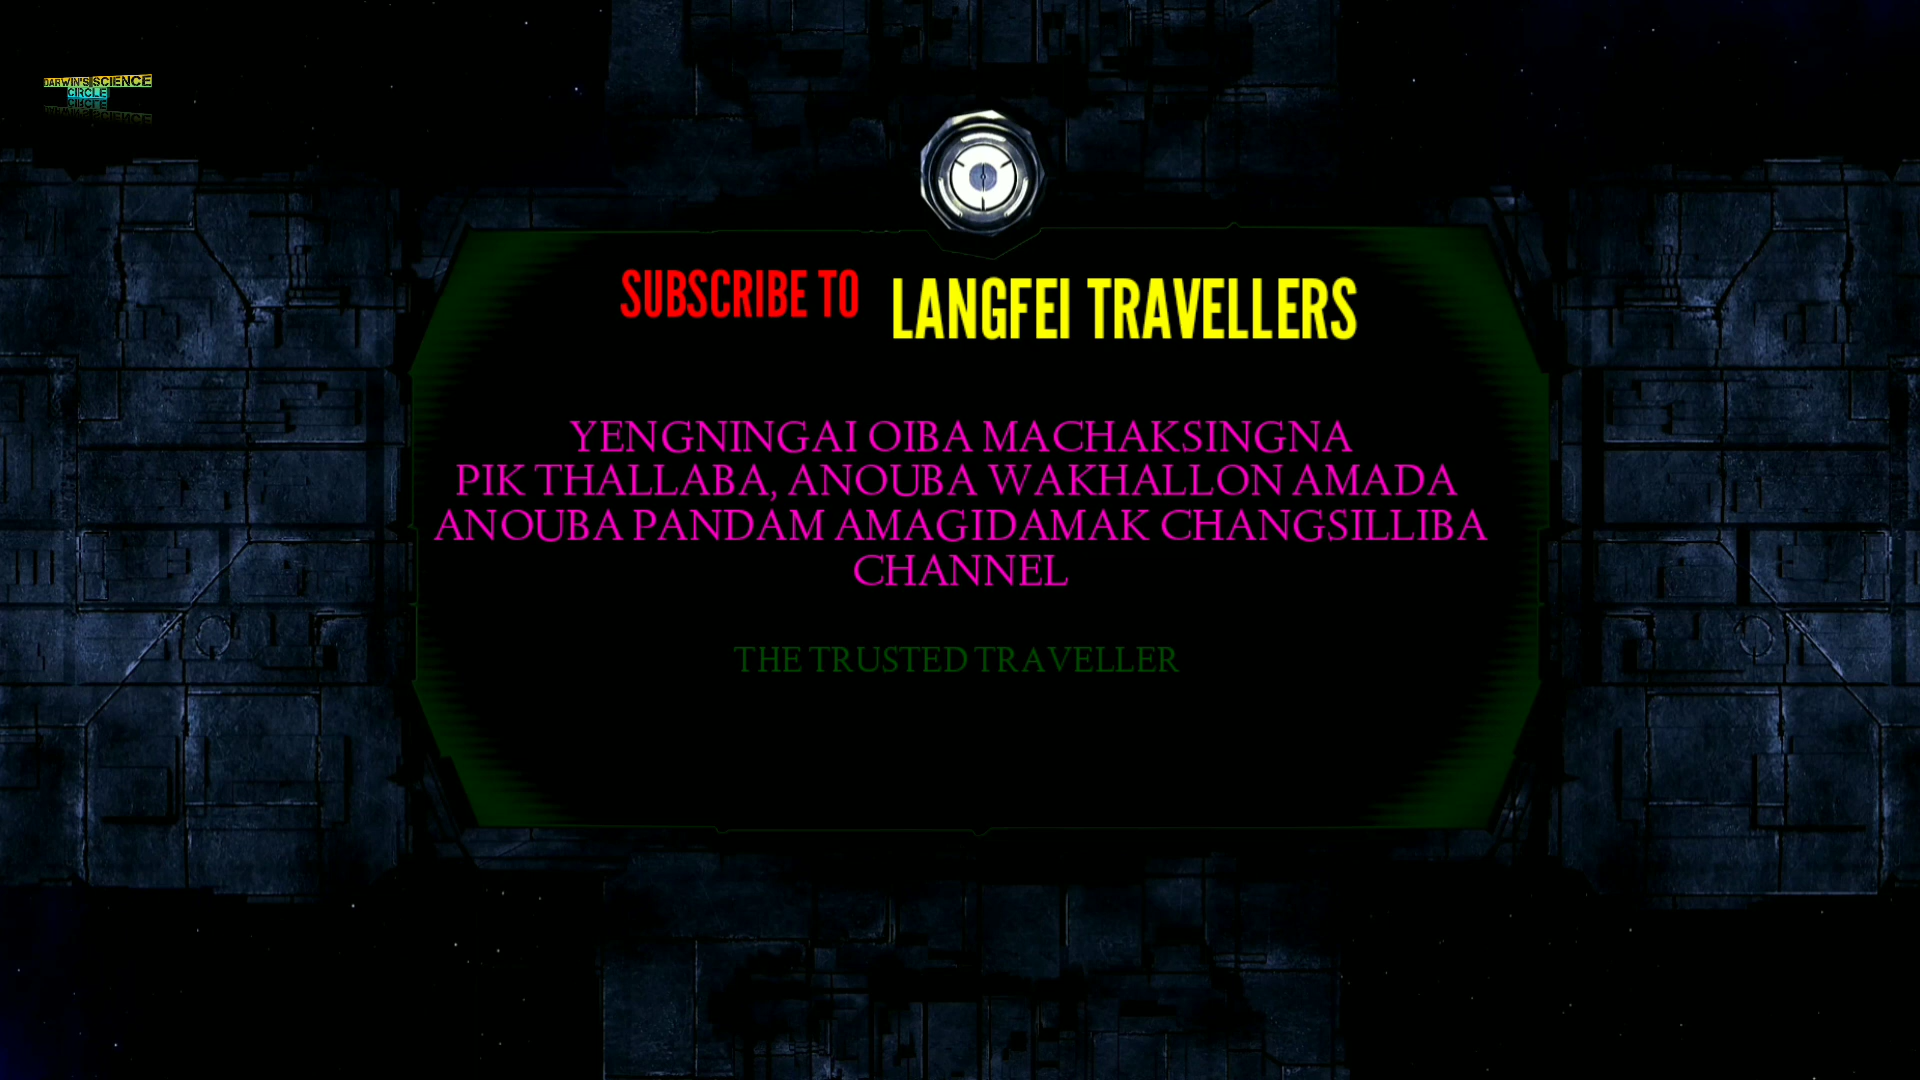 DARWIN'S SCIENCE
CIRCLE
SUBSCRIBE TO LANGFEI TRAVELLERS
YENGNINGAI OIBA MACHAKSINGNA
PIK THALLABA, ANOUBA WAKHALLON AMADA
ANOUBA PANDAM AMAGIDAMAK CHANGSILLIBA
CHANNEL
THE TRUSTED TRAVELLER